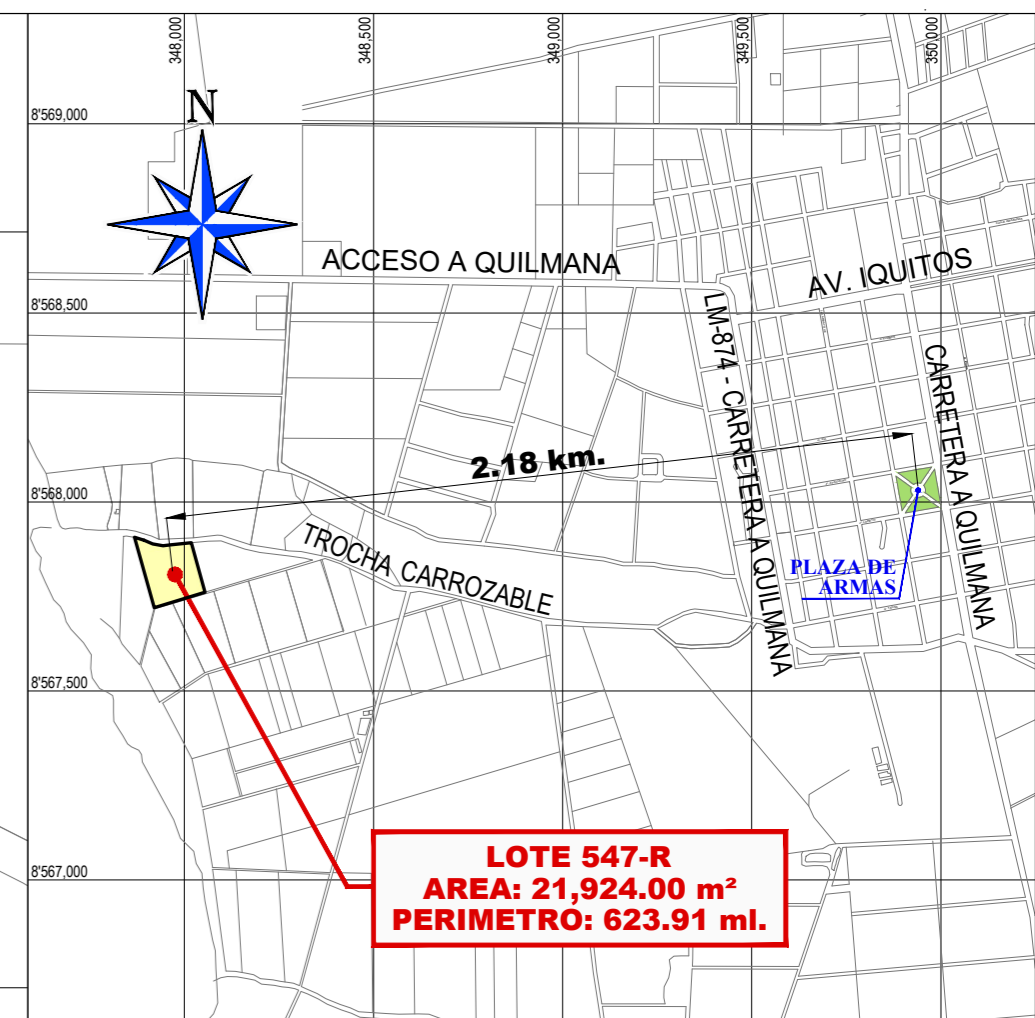 348,000
348,500
349,000
349,500
350,000
8'569,000
N
ACCESO A QUILMANA
AV. IQUITOS
8'568,500
LM-874 - CARRETERA A QUILMANA
CARRETERA A QUILMANA
2.18 km.
8'568,000
TROCHA CARROZABLE
PLAZA DE
ARMAS
8'567,500
8'567,000
LOTE 547-R
AREA: 21,924.00 m²
PERIMETRO: 623.91 ml.